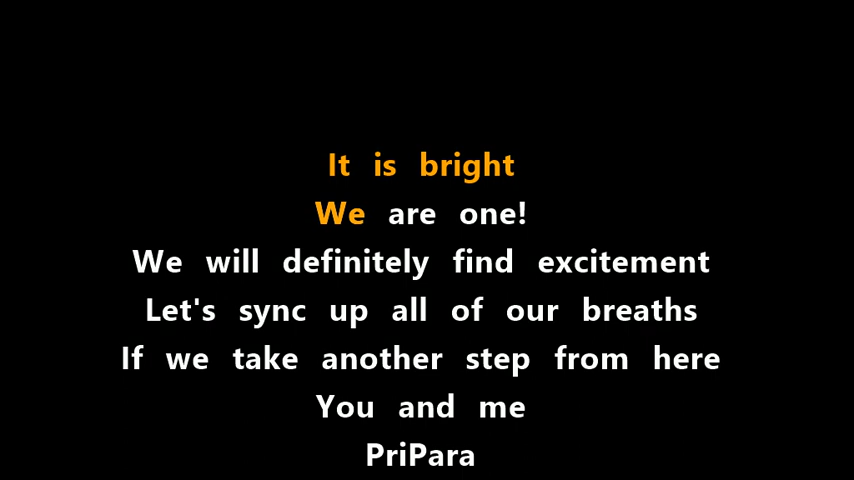 It is bright
We are one!
We will definitely find excitement
Let's sync up all of our breaths
If we take another step from here
You and me
PriPara